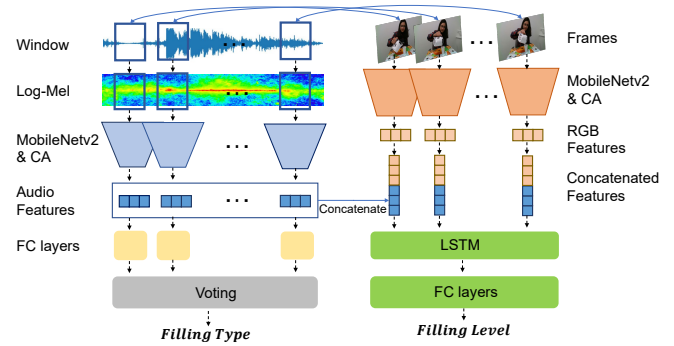 Window
Log-Mel
MobileNetv2
& CA
Audio
Features
FC layers
Voting
Filling Type
Concatenate
Frames
MobileNetv2
& CA
RGB
Features
Concatenated
Features
LSTM
FC layers
Filling Level